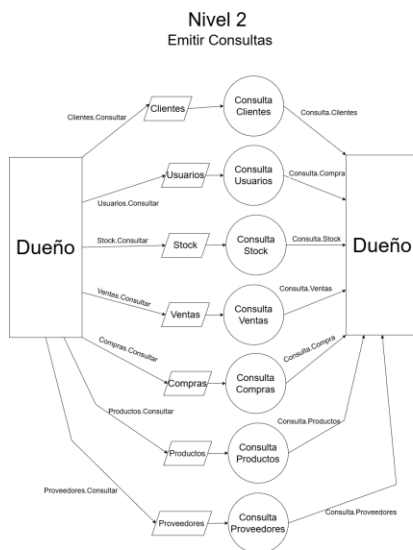 Nivel 2
Emitir Consultas
Clientes.Consultar
Clientes
Consulta
Clientes
Consulta.Clientes
Usuarios.Consultar
Usuarios
Consulta
Usuarios
Consulta.Compra
Dueño
Stock.Consultar
Stock
Consulta
Stock
Consulta.Stock
Dueño
Ventas.Consultar
Ventas
Consulta
Ventas
Consulta.Ventas
Compras.Consultar
Compras
Consulta
Compras
Consulta.Compra
Productos.Consultar
Productos
Consulta
Productos
Consulta.Productos
Proveedores.Consultar
Proveedores
Consulta
Proveedores
Consulta.Proveedores